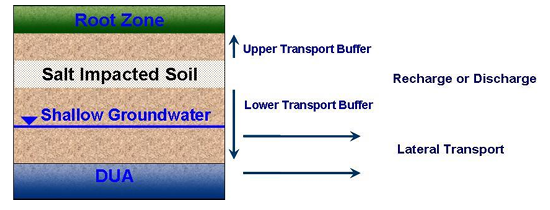 Root Zone
Upper Transport Buffer
Salt Impacted Soil
Recharge or Discharge
Shallow Groundwater
Lower Transport Buffer
Lateral Transport
DUA